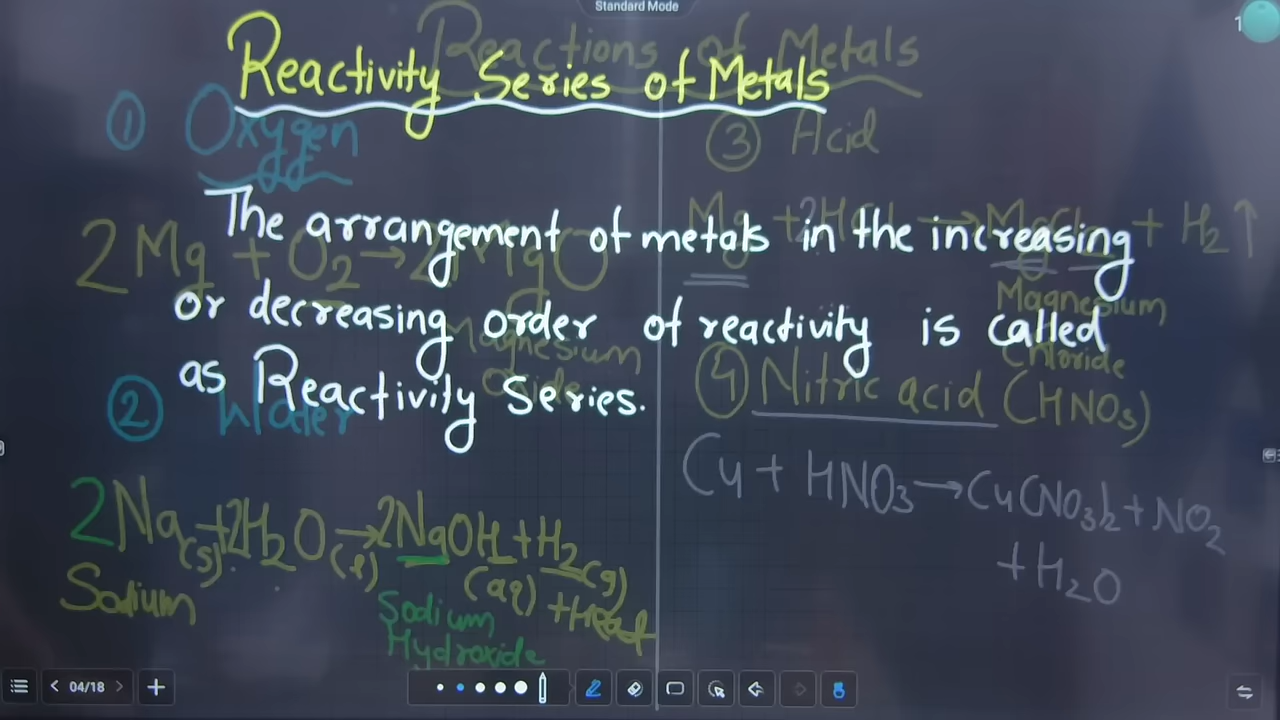 Standard Mode
Reactions of Metals
Reactivity Series of Metals
1
① Oxygen
③ Acid
The arrangement of metals in the increasing
or decreasing order of reactivity is called
as Reactivity Series.
2Mg + O₂ → 2MgO
Magnesium
Oxide
Mg + 2HCl → MgCl₂ + H₂ ↑
Magnesium
Chloride
② Water
④ Nitric acid (HNO₃)
2Na(s) + 2H₂O(l) → 2NaOH(aq) + H₂(g)
+Heat
Sodium
Sodium
Hydroxide
Cu + HNO₃ → Cu(NO₃)₂ + NO₂
+ H₂O
04/18